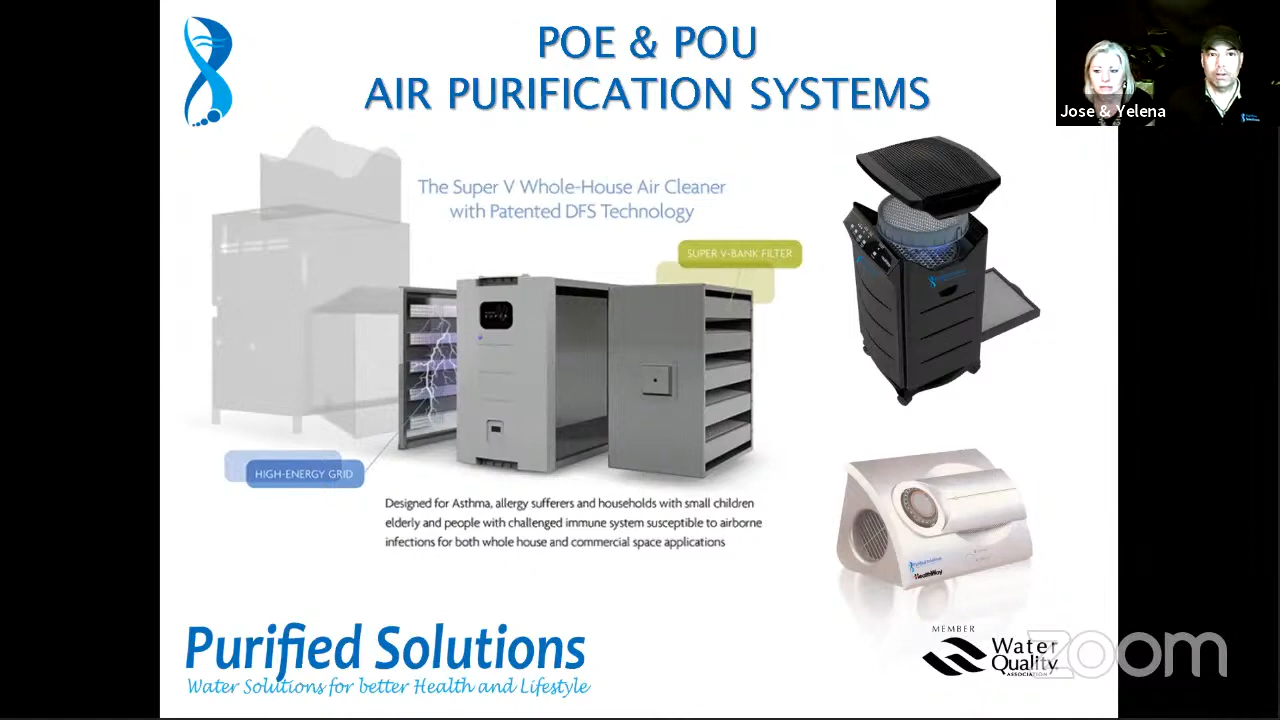 POE & POU
AIR PURIFICATION SYSTEMS
Jose & Yelena
The Super V Whole-House Air Cleaner
with Patented DFS Technology
SUPER V-BANK FILTER
HIGH-ENERGY GRID
Designed for Asthma, allergy sufferers and households with small children
elderly and people with challenged immune system susceptible to airborne
infections for both whole house and commercial space applications
HealthWay
Purified Solutions
Water Solutions for better Health and Lifestyle
MEMBER
Water
Quality
ASSOCIATION
zoom